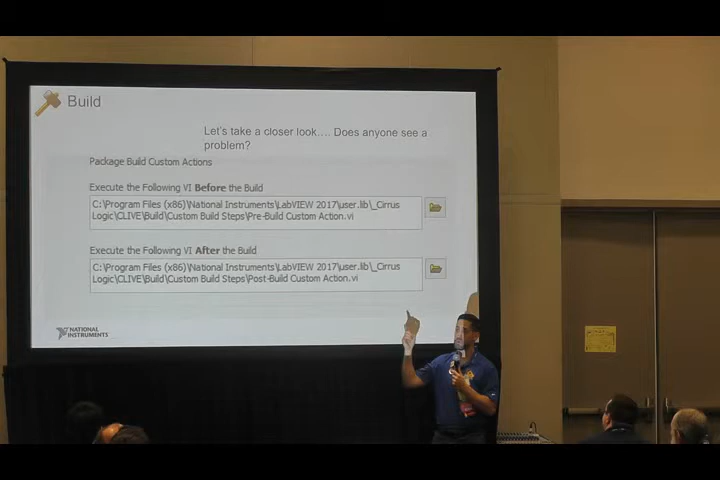 Build
Let's take a closer look.... Does anyone see a
problem?
Package Build Custom Actions
Execute the Following VI Before the Build
C:\Program Files (x86)\National Instruments\LabVIEW 2017\user.lib\_Cirrus
Logic\CLIVE\Build\Custom Build Steps\Pre-Build Custom Action.vi
Execute the Following VI After the Build
C:\Program Files (x86)\National Instruments\LabVIEW 2017\user.lib\_Cirrus
Logic\CLIVE\Build\Custom Build Steps\Post-Build Custom Action.vi
NATIONAL
INSTRUMENTS